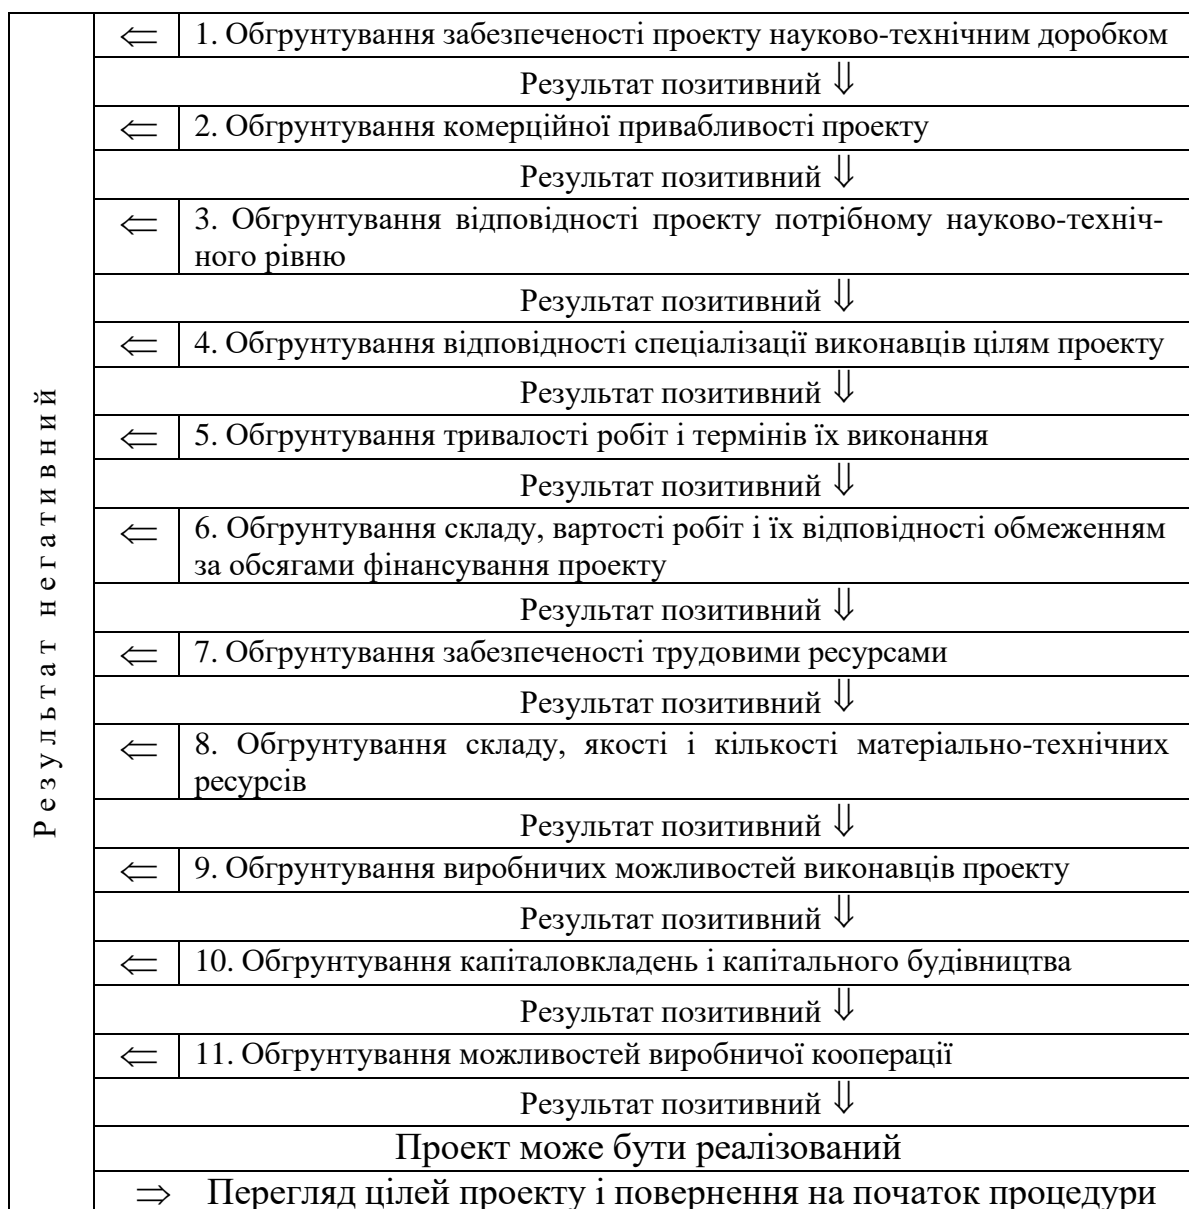 Результат негативний
⇐ 1. Обгрунтування забезпеченості проекту науково-технічним доробком
Результат позитивний ⇓
⇐ 2. Обгрунтування комерційної привабливості проекту
Результат позитивний ⇓
⇐ 3. Обгрунтування відповідності проекту потрібному науково-техніч-
ного рівню
Результат позитивний ⇓
⇐ 4. Обгрунтування відповідності спеціалізації виконавців цілям проекту
Результат позитивний ⇓
⇐ 5. Обгрунтування тривалості робіт і термінів їх виконання
Результат позитивний ⇓
⇐ 6. Обгрунтування складу, вартості робіт і їх відповідності обмеженням
за обсягами фінансування проекту
Результат позитивний ⇓
⇐ 7. Обгрунтування забезпеченості трудовими ресурсами
Результат позитивний ⇓
⇐ 8. Обгрунтування складу, якості і кількості матеріально-технічних
ресурсів
Результат позитивний ⇓
⇐ 9. Обгрунтування виробничих можливостей виконавців проекту
Результат позитивний ⇓
⇐ 10. Обгрунтування капіталовкладень і капітального будівництва
Результат позитивний ⇓
⇐ 11. Обгрунтування можливостей виробничої кооперації
Результат позитивний ⇓
Проект може бути реалізований
⇒ Перегляд цілей проекту і повернення на початок процедури